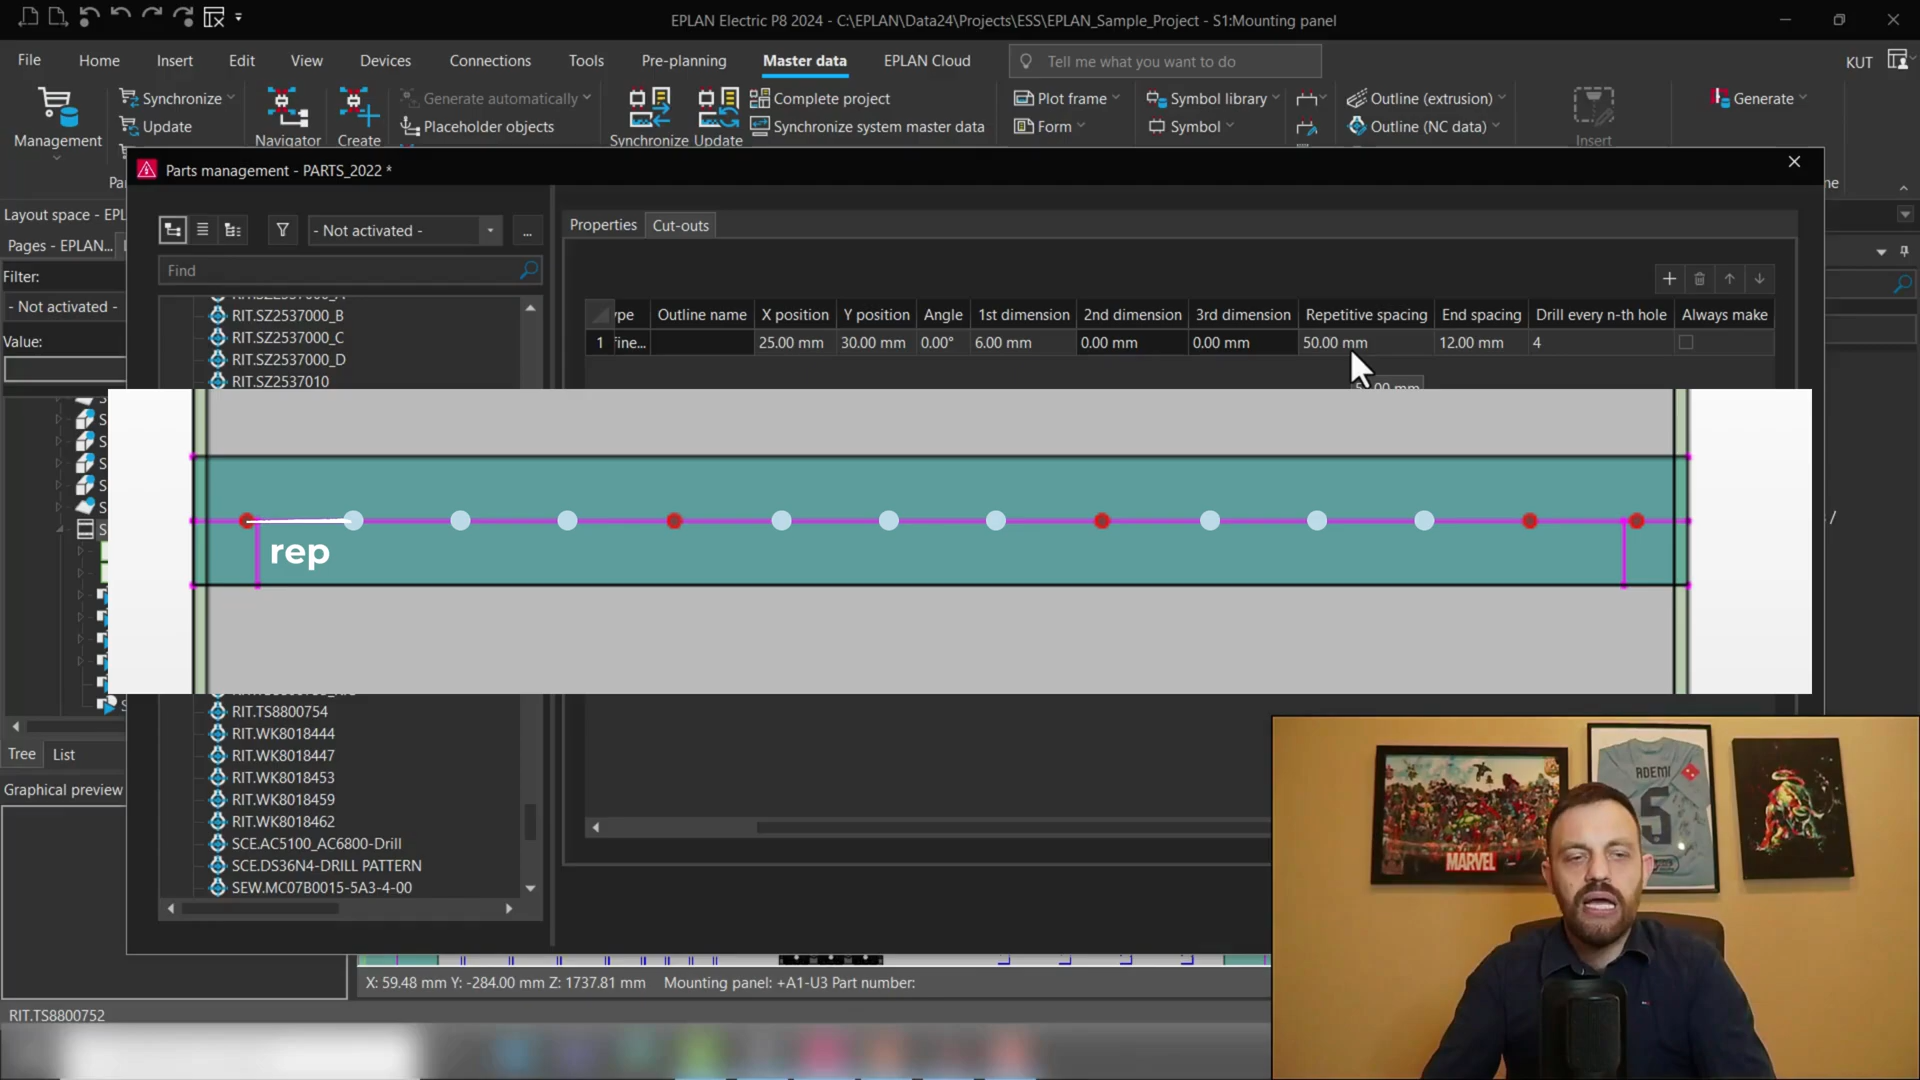 EPLAN Electric P8 2024 - C:\EPLAN\Data24\Projects\ESS\EPLAN_Sample_Project - S1:Mounting panel
File Home Insert Edit View Devices Connections Tools Pre-planning Master data EPLAN Cloud Tell me what you want to do KUT
Synchronize Generate automatically Complete project Plot frame Symbol library Outline (extrusion) Generate
Update Placeholder objects Synchronize system master data Form Symbol Outline (NC data)
Management Navigator Create Synchronize Update Insert
Parts management - PARTS_2022 *
Layout space - EPL
Pages - EPLAN...
Filter:
- Not activated -
Value:
- Not activated -
...
Find
Properties Cut-outs
Outline name X position Y position Angle 1st dimension 2nd dimension 3rd dimension Repetitive spacing End spacing Drill every n-th hole Always make
1 fine... 25.00 mm 30.00 mm 0.00° 6.00 mm 0.00 mm 0.00 mm 50.00 mm 12.00 mm 4
RIT.SZ2537000_B
RIT.SZ2537000_C
RIT.SZ2537000_D
RIT.SZ2537010
rep
RIT.TS8800754
RIT.WK8018444
RIT.WK8018447
RIT.WK8018453
RIT.WK8018459
RIT.WK8018462
SCE.AC5100_AC6800-Drill
SCE.DS36N4-DRILL PATTERN
SEW.MC07B0015-5A3-4-00
Tree List
Graphical preview
X: 59.48 mm Y: -284.00 mm Z: 1737.81 mm Mounting panel: +A1-U3 Part number:
RIT.TS8800752
MARVEL
ADEMI
5